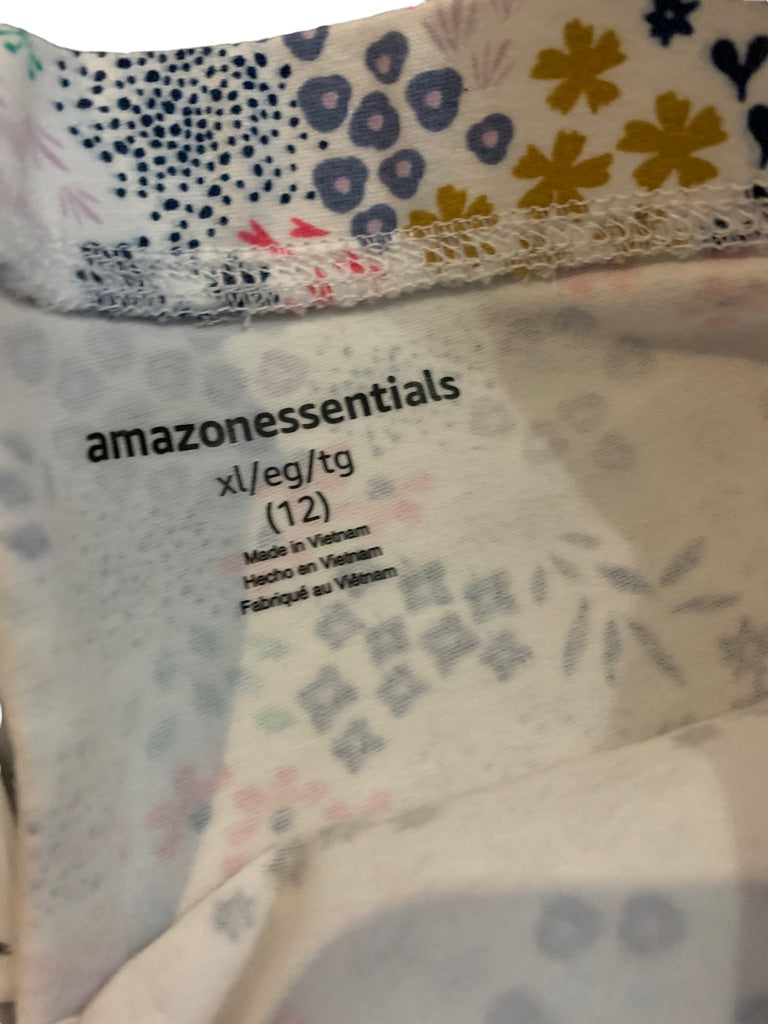 amazonessentials
xl/eg/tg
(12)
Made in Vietnam
Hecho en Vietnam
Fabriqué au Viêtnam